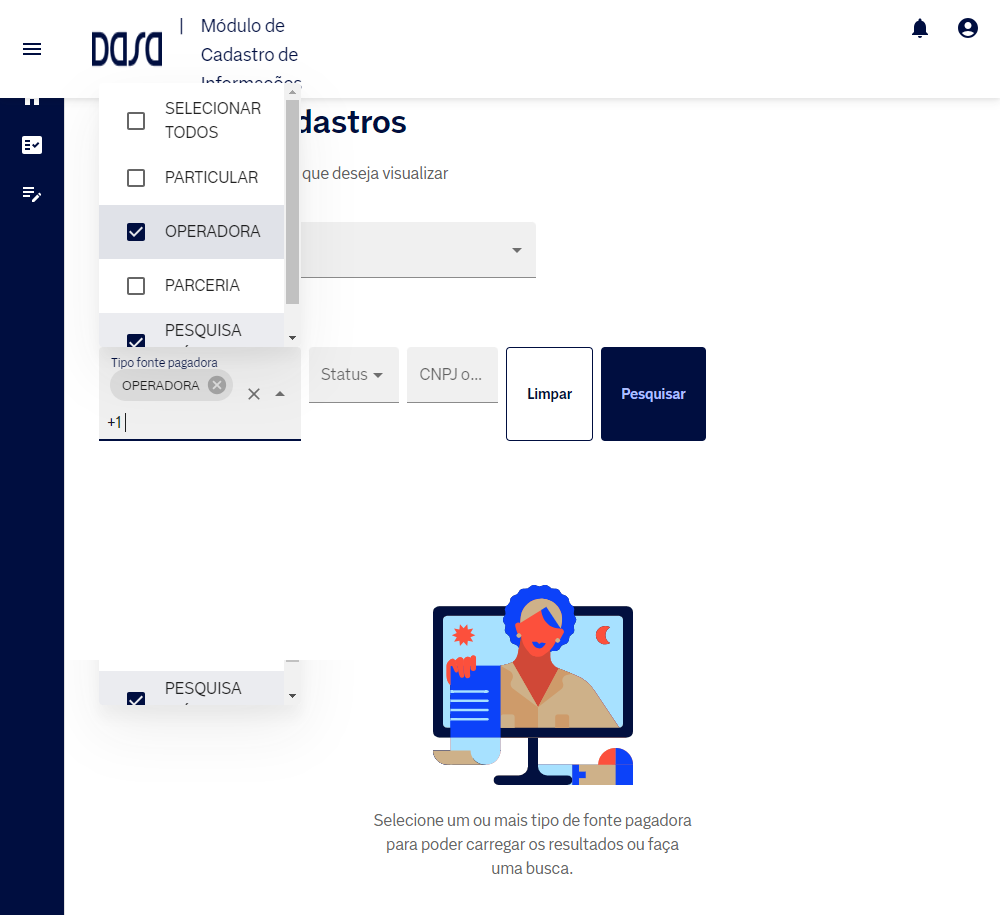 Dasa
| Módulo de
Cadastro de
Informações
dastros
que deseja visualizar
SELECIONAR
TODOS
PARTICULAR
OPERADORA
PARCERIA
PESQUISA
Tipo fonte pagadora
OPERADORA
+1
Status
CNPJ o...
Limpar
Pesquisar
PESQUISA
Selecione um ou mais tipo de fonte pagadora
para poder carregar os resultados ou faça
uma busca.